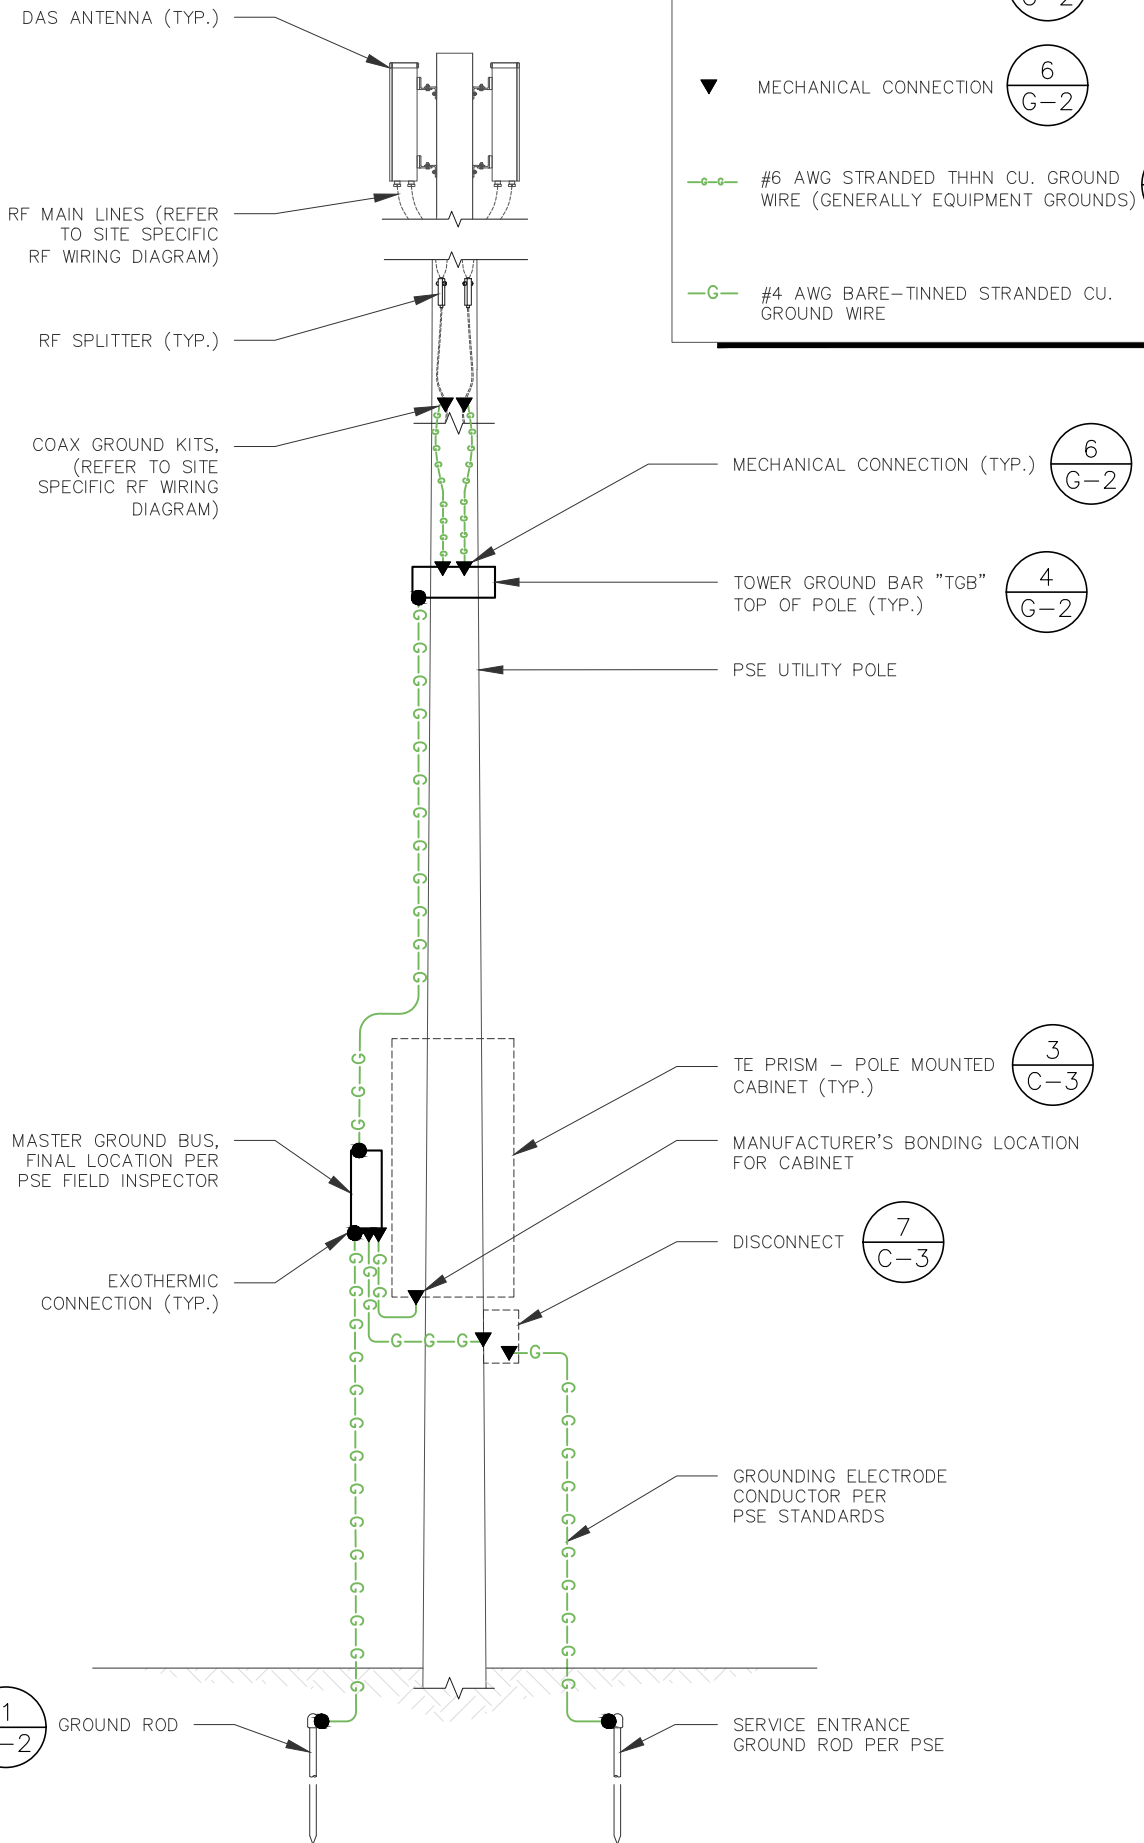 DAS ANTENNA (TYP.)
G-2
MECHANICAL CONNECTION
6
G-2
RF MAIN LINES (REFER
TO SITE SPECIFIC
RF WIRING DIAGRAM)
G G
#6 AWG STRANDED THHN CU. GROUND
WIRE (GENERALLY EQUIPMENT GROUNDS)
G
#4 AWG BARE-TINNED STRANDED CU.
GROUND WIRE
RF SPLITTER (TYP.)
COAX GROUND KITS,
(REFER TO SITE
SPECIFIC RF WIRING
DIAGRAM)
MECHANICAL CONNECTION (TYP.)
6
G-2
TOWER GROUND BAR "TGB"
TOP OF POLE (TYP.)
4
G-2
PSE UTILITY POLE
TE PRISM - POLE MOUNTED
CABINET (TYP.)
3
C-3
MASTER GROUND BUS,
FINAL LOCATION PER
PSE FIELD INSPECTOR
MANUFACTURER'S BONDING LOCATION
FOR CABINET
DISCONNECT
7
C-3
EXOTHERMIC
CONNECTION (TYP.)
GROUNDING ELECTRODE
CONDUCTOR PER
PSE STANDARDS
1
-2
GROUND ROD
SERVICE ENTRANCE
GROUND ROD PER PSE